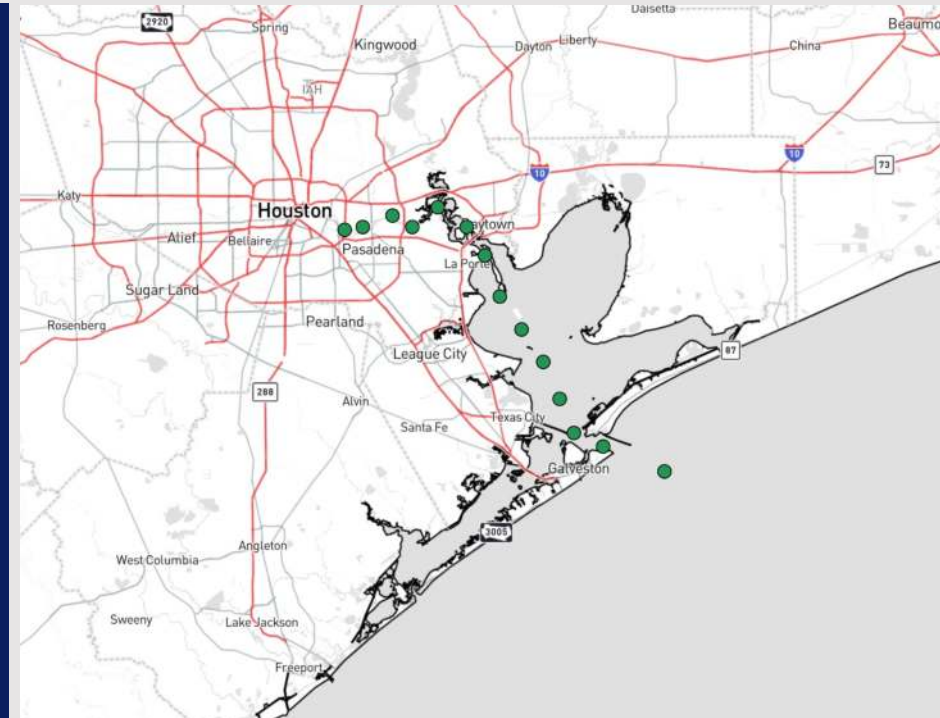 Daisetta
2920
Spring
Beaumo
Kingwood
Dayton
Liberty
China
IAH
10
10
73
Katy
Houston
aytown
Alief
Bellaire
Pasadena
La Porte
Sugar Land
Rosenberg
Pearland
League City
87
288
Alvin
Texas City
Santa Fe
Galveston
3005
Angleton
West Columbia
Sweeny
Lake Jackson
Freeport